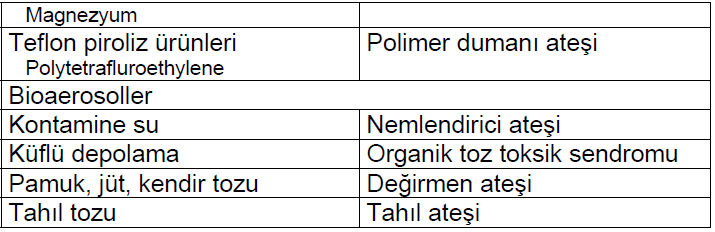 Magnezyum
Teflon piroliz ürünleri Polimer dumanı ateşi
Polytetrafluroethylene
Bioaerosoller
Kontamine su Nemlendirici ateşi
Küflü depolama Organik toz toksik sendromu
Pamuk, jüt, kendir tozu Değirmen ateşi
Tahıl tozu Tahıl ateşi